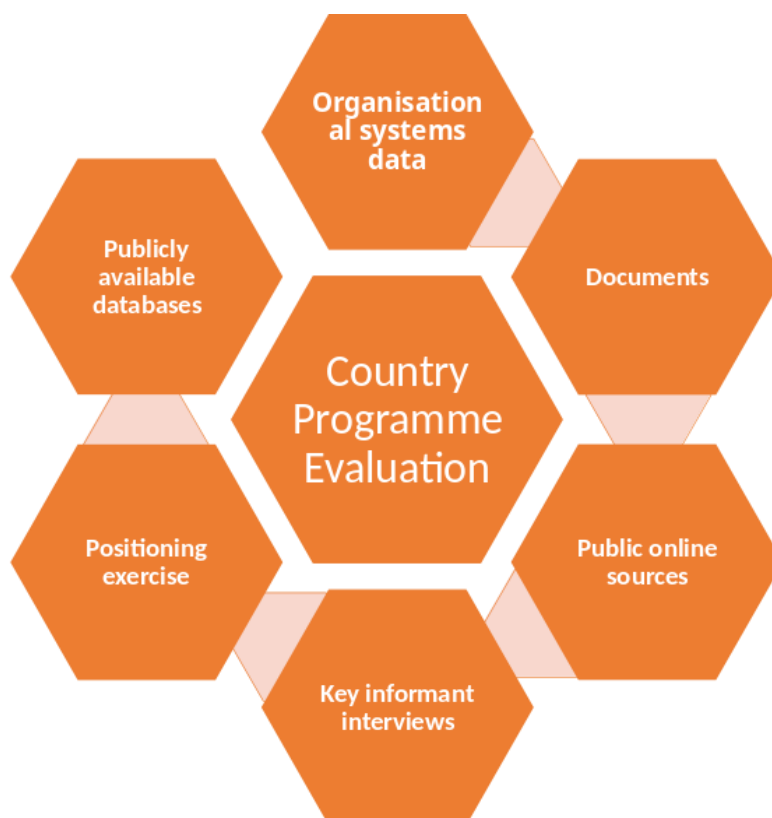 Organisation
al systems
data
Publicly
available
databases
Documents
Country
Programme
Evaluation
Positioning
exercise
Public online
sources
Key informant
interviews